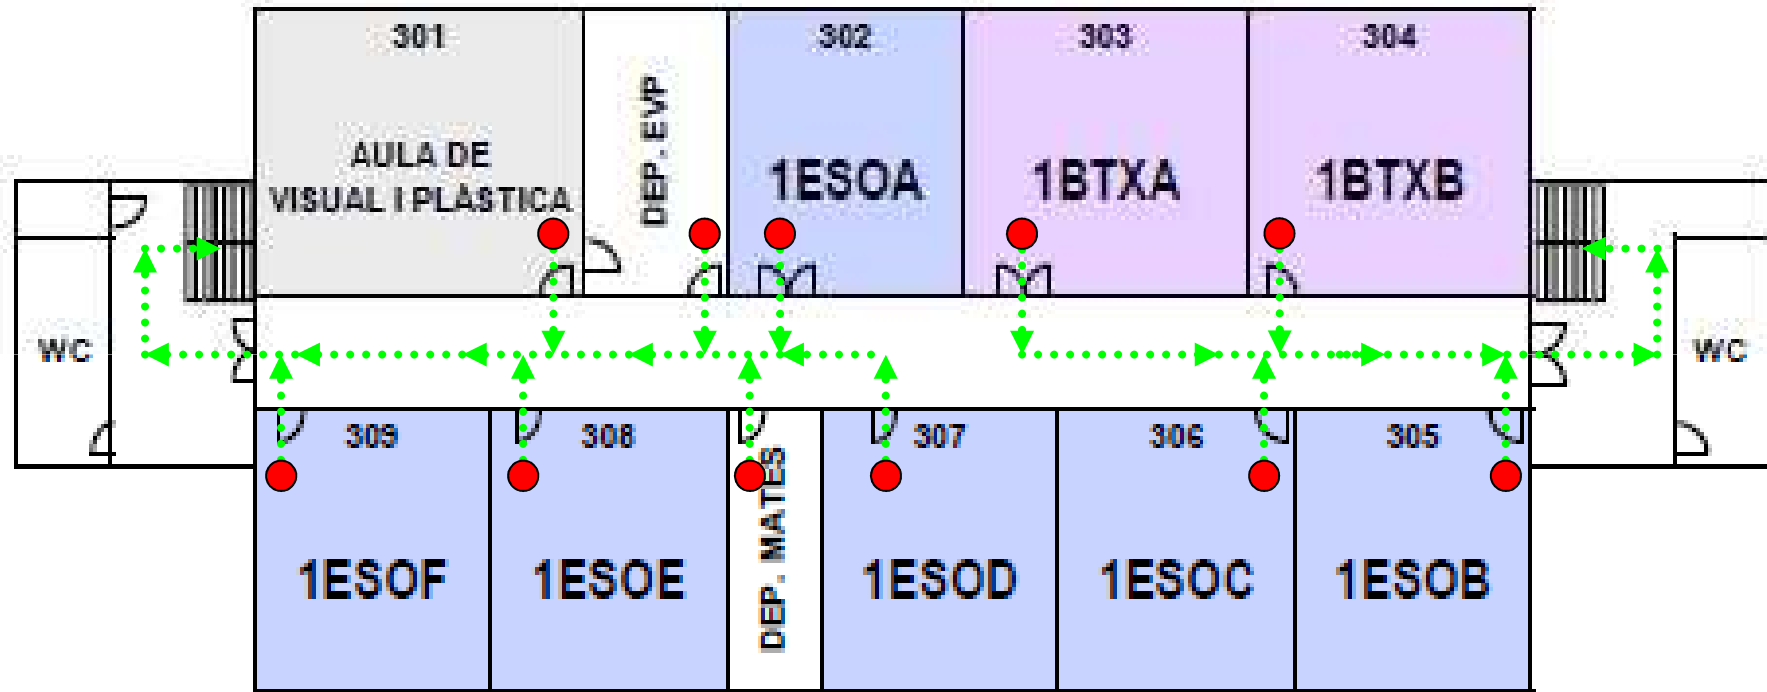 301
302
303
304
DEP. EVP
AULA DE
VISUAL I PLÀSTICA
1ESOA
1BTXA
1BTXB
WC
WC
309
308
307
306
305
DEP. MATES
1ESOF
1ESOE
1ESOD
1ESOC
1ESOB